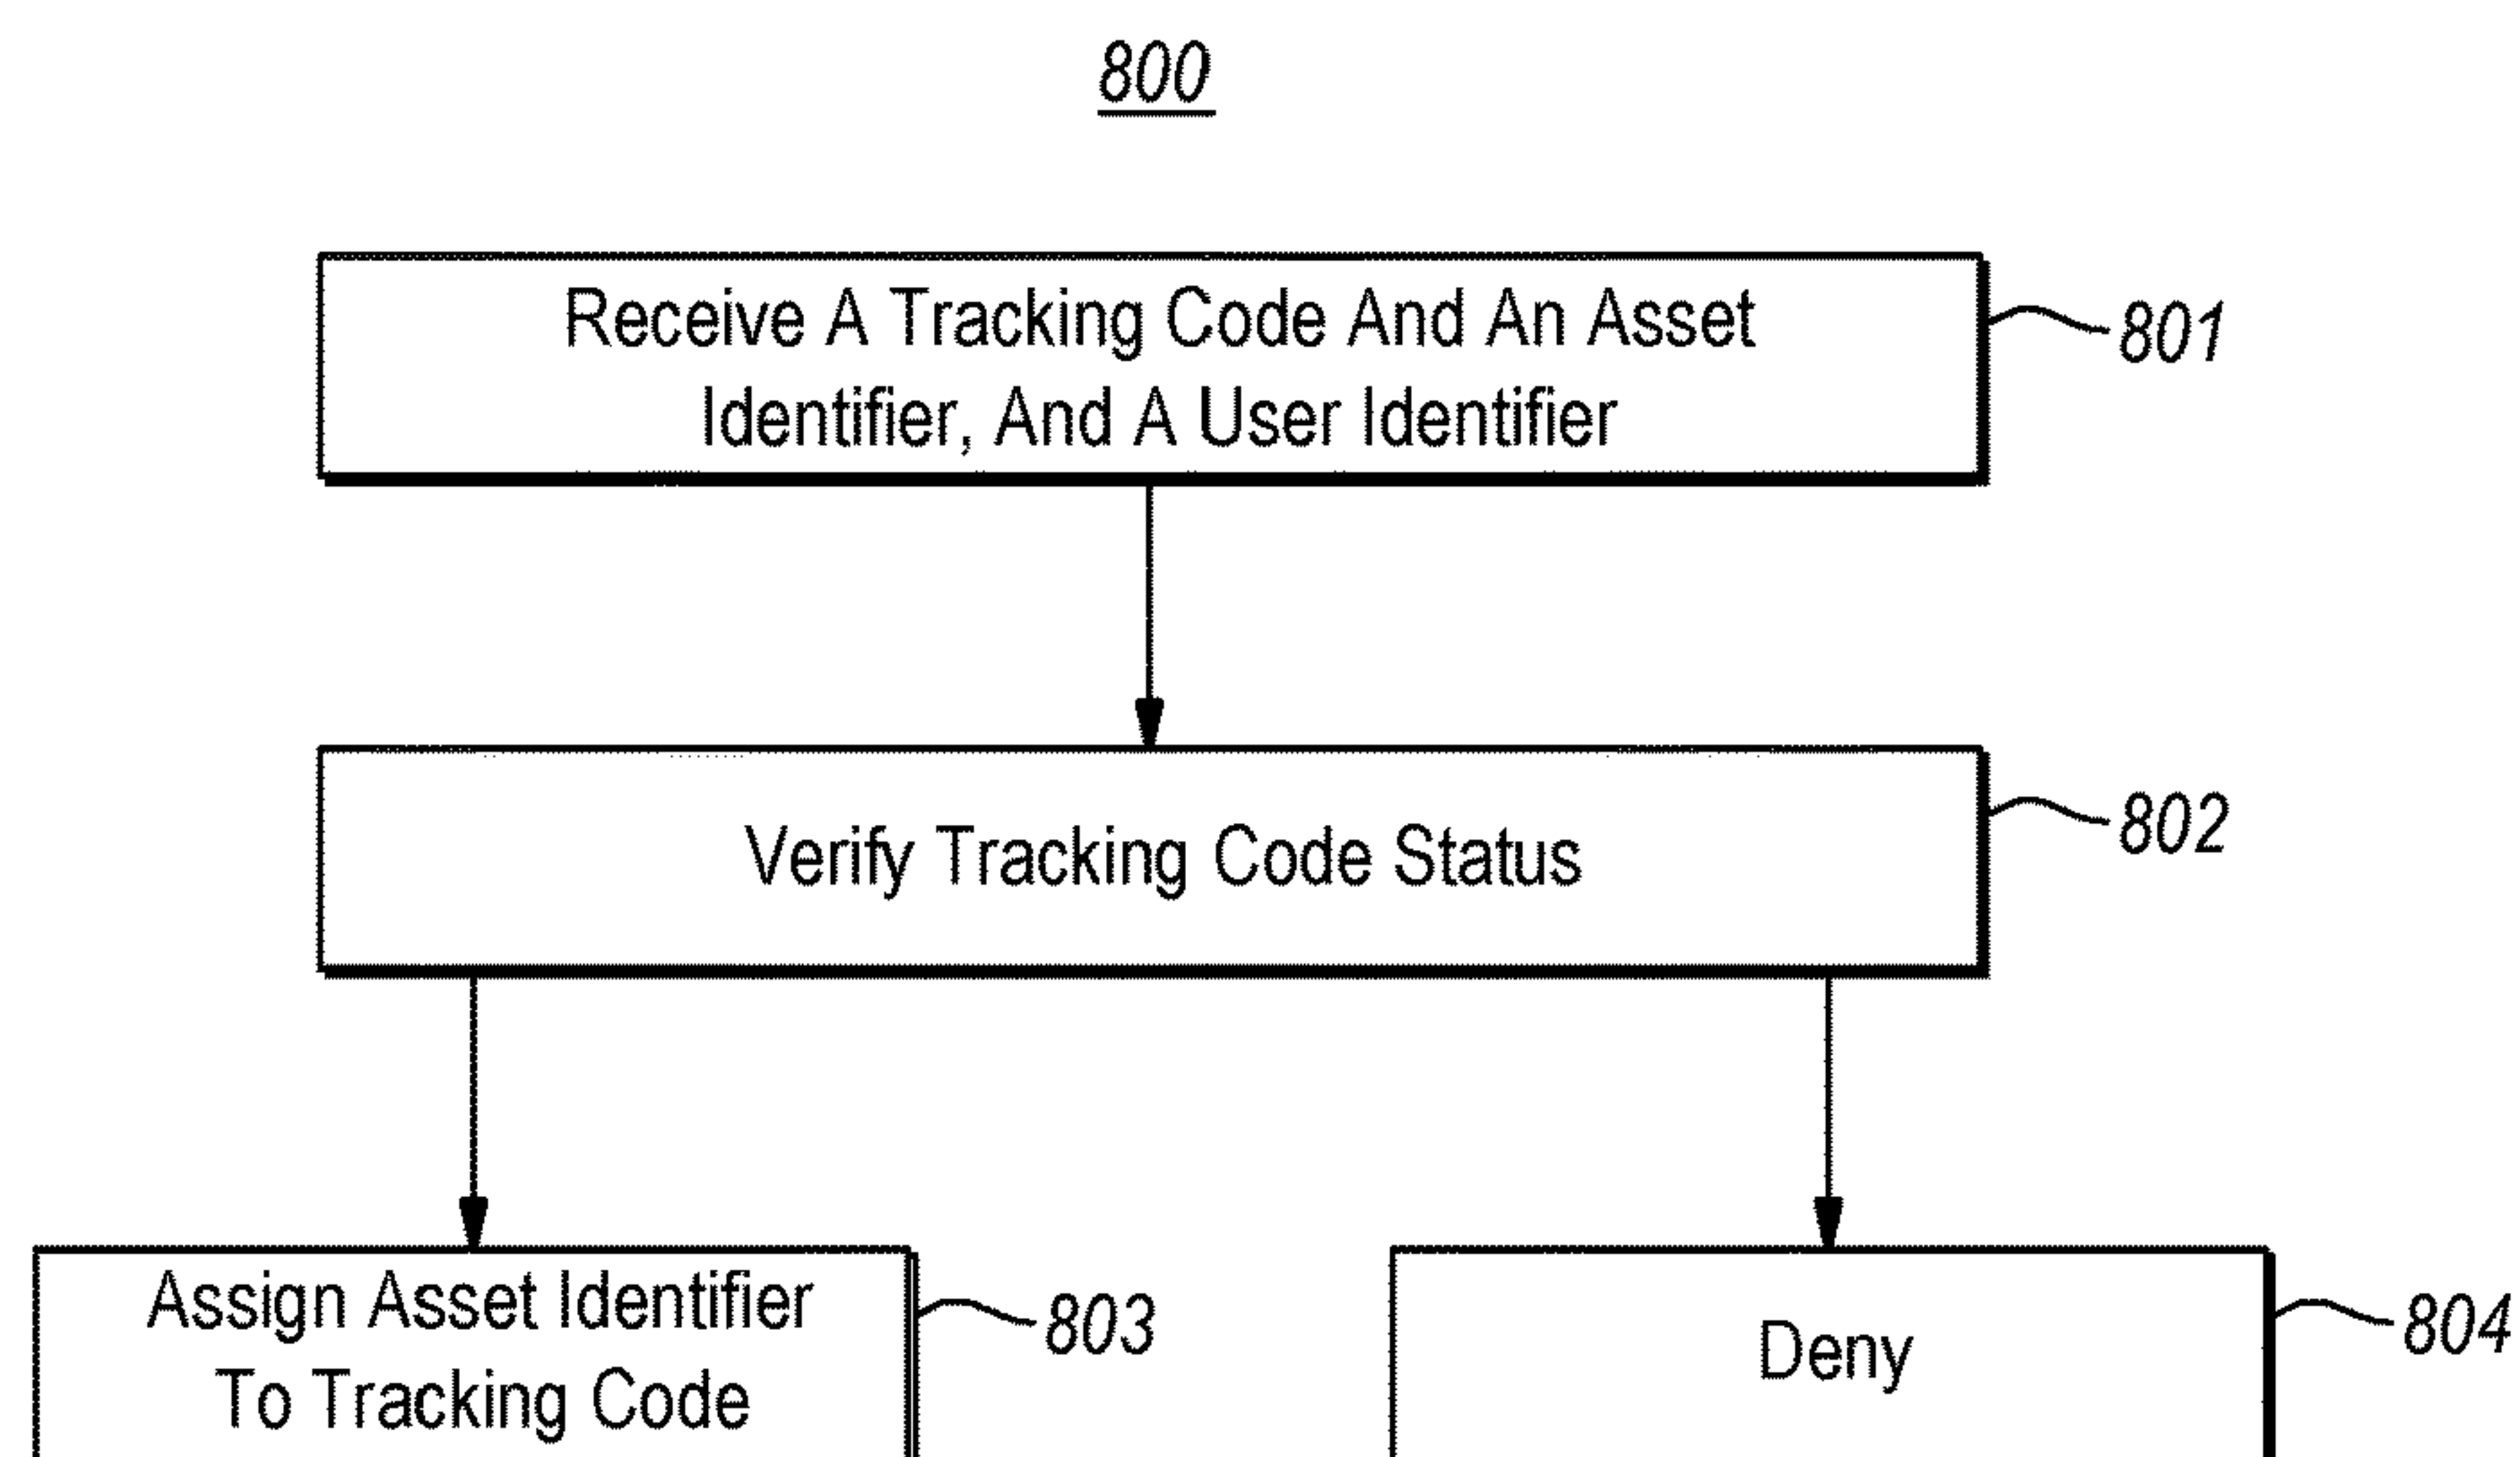 800
Receive A Tracking Code And An Asset
Identifier, And A User Identifier
801
Verify Tracking Code Status
802
Assign Asset Identifier
To Tracking Code
803
Deny
804